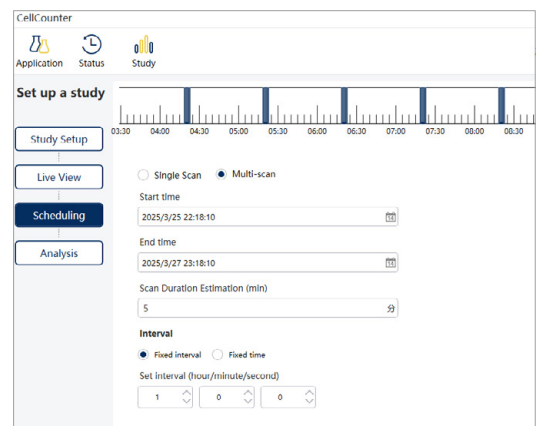 CellCounter
Application Status Study
Set up a study
03:30 04:00 04:30 05:00 05:30 06:00 06:30 07:00 07:30 08:00 08:30
Study Setup
Live View
Scheduling
Analysis
Single Scan Multi-scan
Start time
2025/3/25 22:18:10
14
End time
2025/3/27 23:18:10
14
Scan Duration Estimation (min)
5 分
Interval
Fixed interval Fixed time
Set interval (hour/minute/second)
1 0 0